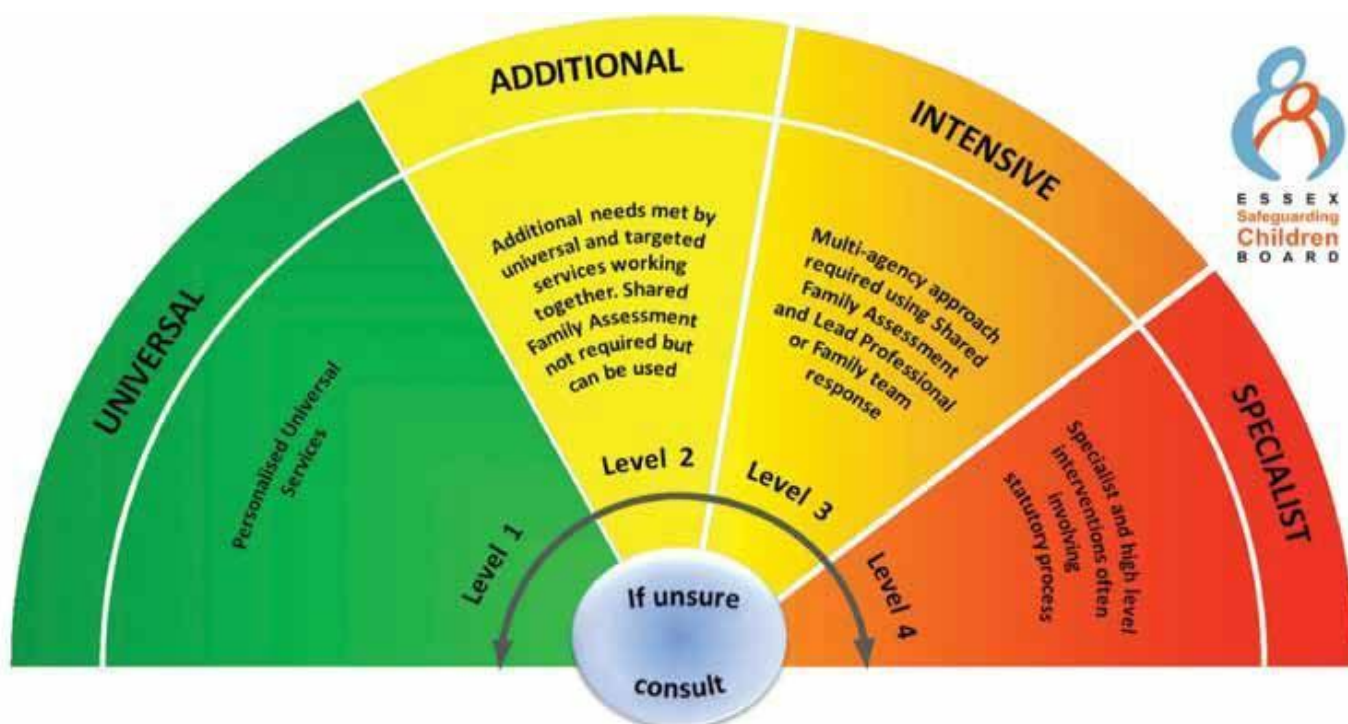 UNIVERSAL
Personalised Universal
Services
Level 1
ADDITIONAL
Additional needs met by
universal and targeted
services working
together. Shared
Family Assessment
not required but
can be used
Level 2
INTENSIVE
Multi-agency approach
required using Shared
Family Assessment
and Lead Professional
or Family team
response
Level 3
SPECIALIST
Specialist and high level
interventions often
involving
statutory process
Level 4
If unsure
consult
ESSEX
Safeguarding
Children
BOARD